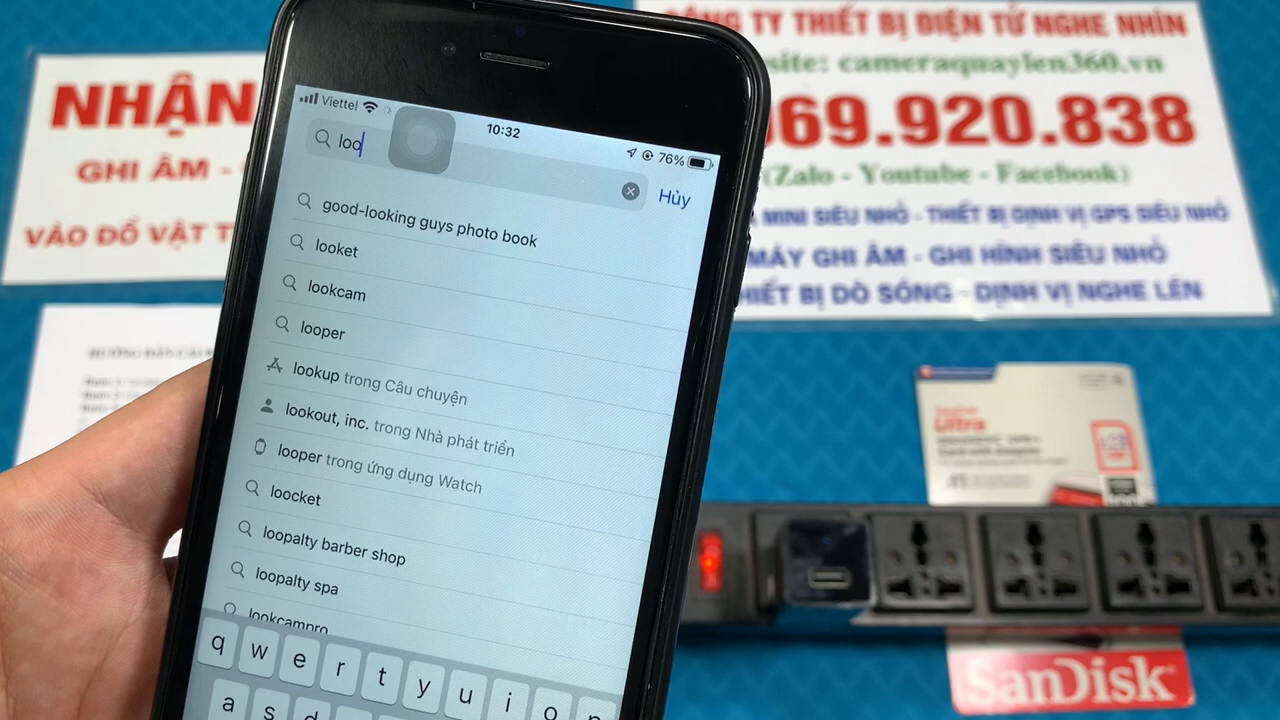 NHẬN
GHI ÂM -
VÀO ĐỒ VẬT T
CÔNG TY THIẾT BỊ ĐIỆN TỬ NGHE NHÌN
site: cameraquaylen360.vn
069.920.838
(Zalo - Youtube - Facebook)
MINI SIÊU NHỎ - THIẾT BỊ ĐỊNH VỊ GPS SIÊU NHỎ
MÁY GHI ÂM - GHI HÌNH SIÊU NHỎ
THIẾT BỊ DÒ SÓNG - ĐỊNH VỊ NGHE LÉN
Viettel
10:32
76%
loo
Hủy
good-looking guys photo book
looket
lookcam
looper
lookup trong Câu chuyện
lookout, inc. trong Nhà phát triển
looper trong ứng dụng Watch
loocket
loopalty barber shop
loopalty spa
lookcampro
q w e r t y u i o p
a s d
SanDisk
Ultra
SanDisk